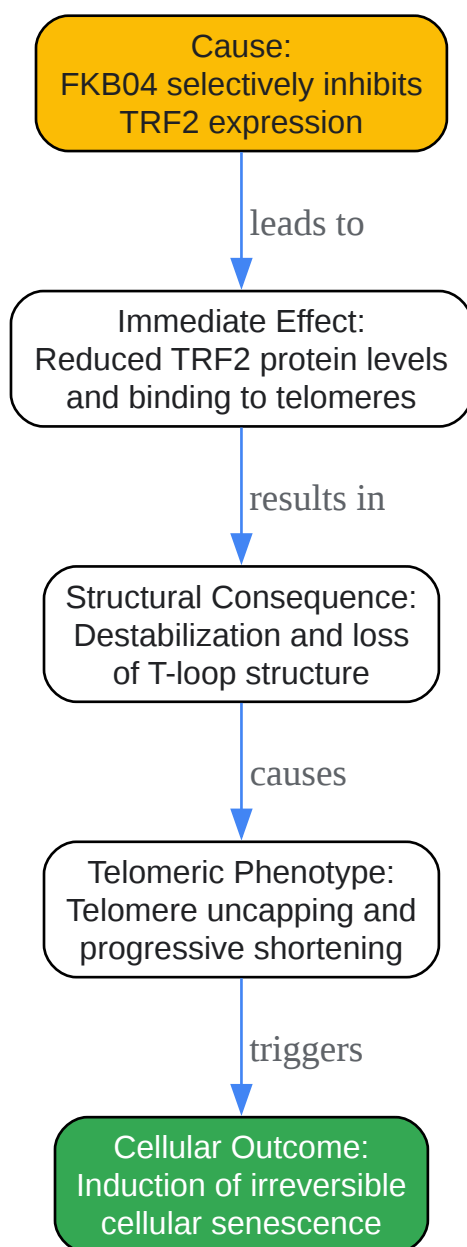 Cause:
FKB04 selectively inhibits
TRF2 expression
leads to
Immediate Effect:
Reduced TRF2 protein levels
and binding to telomeres
results in
Structural Consequence:
Destabilization and loss
of T-loop structure
causes
Telomeric Phenotype:
Telomere uncapping and
progressive shortening
triggers
Cellular Outcome:
Induction of irreversible
cellular senescence